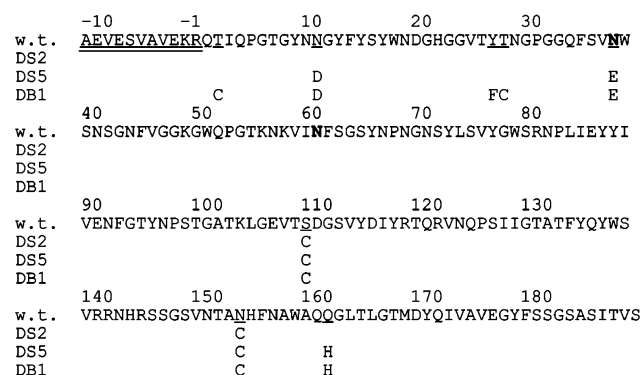 -10 -1 10 20 30
w.t. AEVESVAVEKRQTIQPGTGYNNGYFYSYWNDGHGGVTYTNGPGGQFSVNW
DS2
DS5 D E
DB1 C D FC E
40 50 60 70 80
w.t. SNSGNFVGGKGWQPGTKNKVINFSGSYNPNGNSYLSVYGWSRNPLIEYYI
DS2
DS5
DB1
90 100 110 120 130
w.t. VENFGTYNPSTGATKLGEVTSDGSVYDIYRTQRVNQPSIIGTATFYQYWS
DS2 C
DS5 C
DB1 C
140 150 160 170 180
w.t. VRRNHRSSGSVNTANHFNAWAQQGLTLGTMDYQIVAVEGYFSSGSASITVS
DS2 C
DS5 C H
DB1 C H